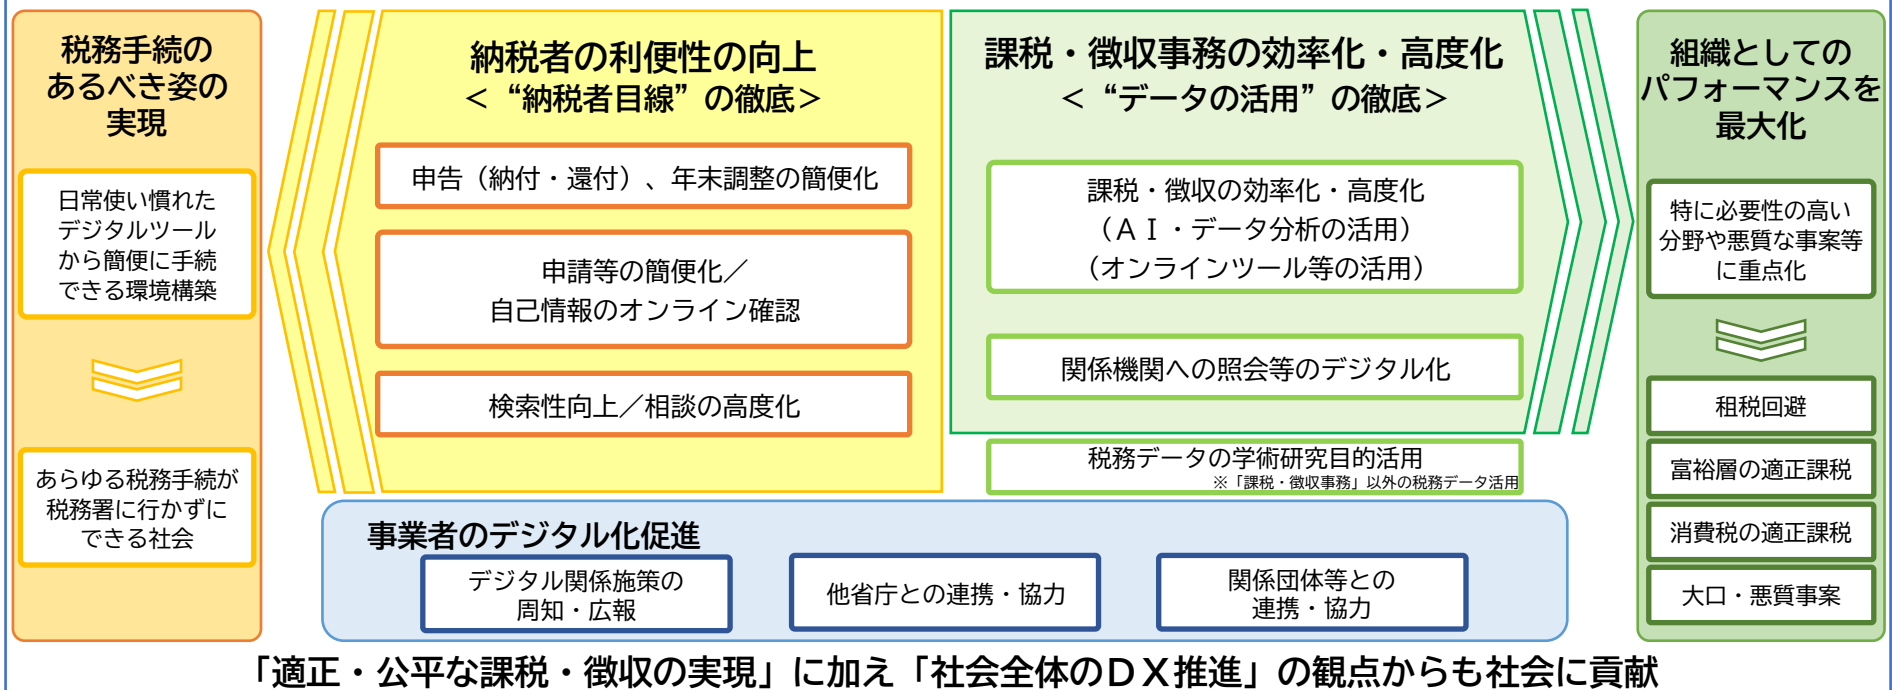 税務手続の
あるべき姿の
実現
日常使い慣れた
デジタルツール
から簡便に手続
できる環境構築
あらゆる税務手続が
税務署に行かずに
できる社会
納税者の利便性の向上
＜“納税者目線”の徹底＞
申告（納付・還付）、年末調整の簡便化
申請等の簡便化／
自己情報のオンライン確認
検索性向上／相談の高度化
課税・徴収事務の効率化・高度化
＜“データの活用”の徹底＞
課税・徴収の効率化・高度化
（ＡＩ・データ分析の活用）
（オンラインツール等の活用）
関係機関への照会等のデジタル化
税務データの学術研究目的活用
※「課税・徴収事務」以外の税務データ活用
組織としての
パフォーマンスを
最大化
特に必要性の高い
分野や悪質な事案等
に重点化
租税回避
富裕層の適正課税
消費税の適正課税
大口・悪質事案
事業者のデジタル化促進
デジタル関係施策の
周知・広報
他省庁との連携・協力
関係団体等との
連携・協力
「適正・公平な課税・徴収の実現」に加え「社会全体のＤＸ推進」の観点からも社会に貢献